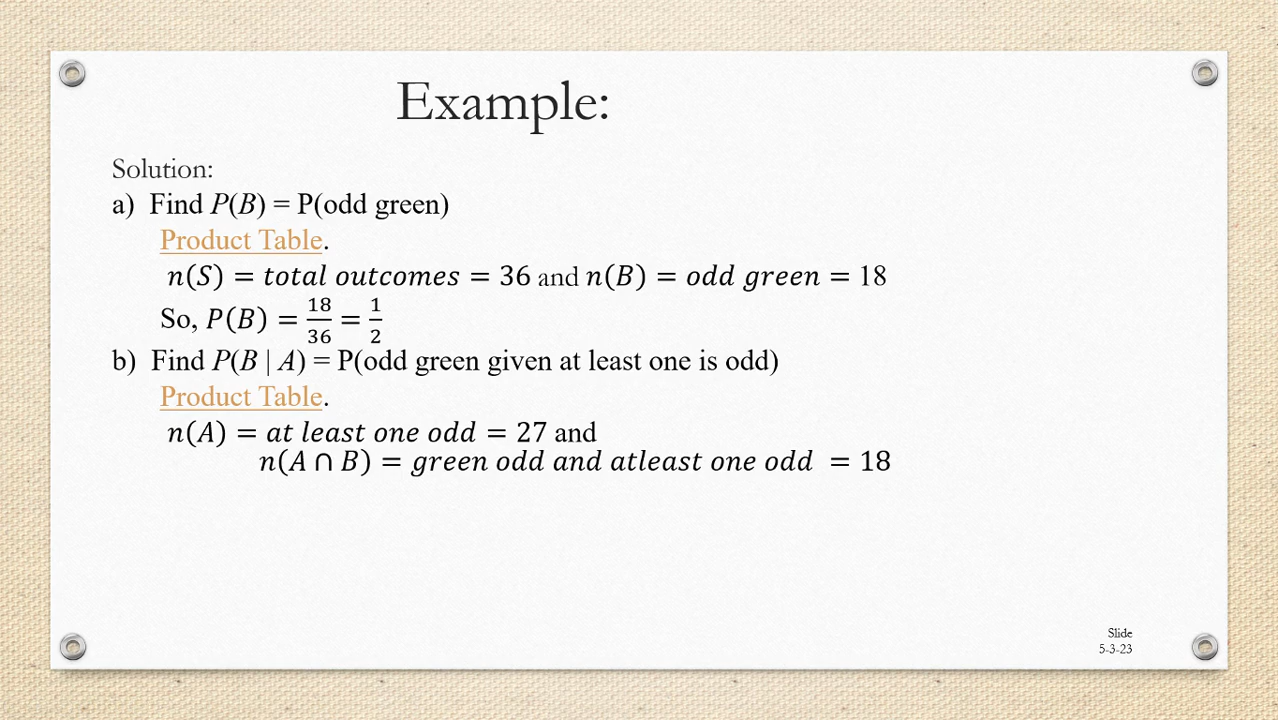 Example:
Solution:
a) Find P(B) = P(odd green)
Product Table.
n(S) = total outcomes = 36 and n(B) = odd green = 18
So, P(B) = 18/36 = 1/2
b) Find P(B | A) = P(odd green given at least one is odd)
Product Table.
n(A) = at least one odd = 27 and
n(A ∩ B) = green odd and atleast one odd = 18
Slide
5-3-23